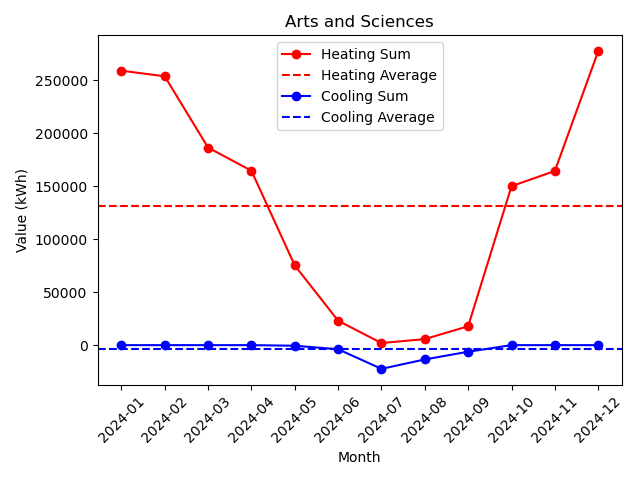 Arts and Sciences
Heating Sum
Heating Average
Cooling Sum
Cooling Average
Value (kWh)
250000
200000
150000
100000
50000
0
2024-01
2024-02
2024-03
2024-04
2024-05
2024-06
2024-07
2024-08
2024-09
2024-10
2024-11
2024-12
Month